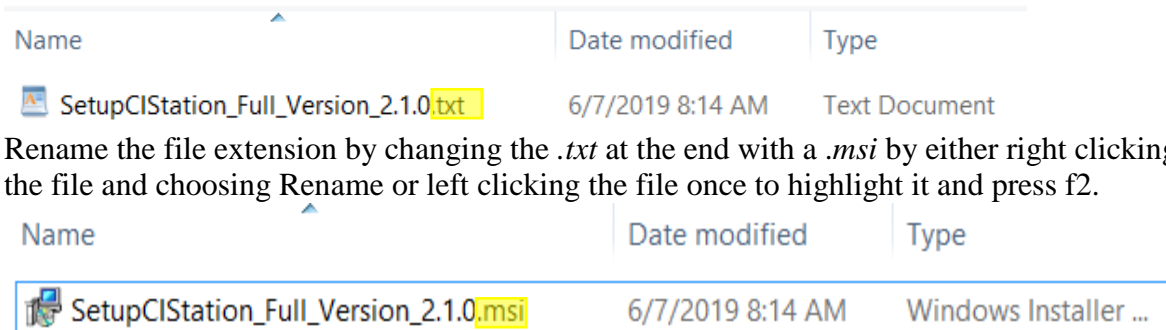 Name Date modified Type
SetupCIStation_Full_Version_2.1.0.txt 6/7/2019 8:14 AM Text Document
Rename the file extension by changing the .txt at the end with a .msi by either right clicking
the file and choosing Rename or left clicking the file once to highlight it and press f2.
Name Date modified Type
SetupCIStation_Full_Version_2.1.0.msi 6/7/2019 8:14 AM Windows Installer ...